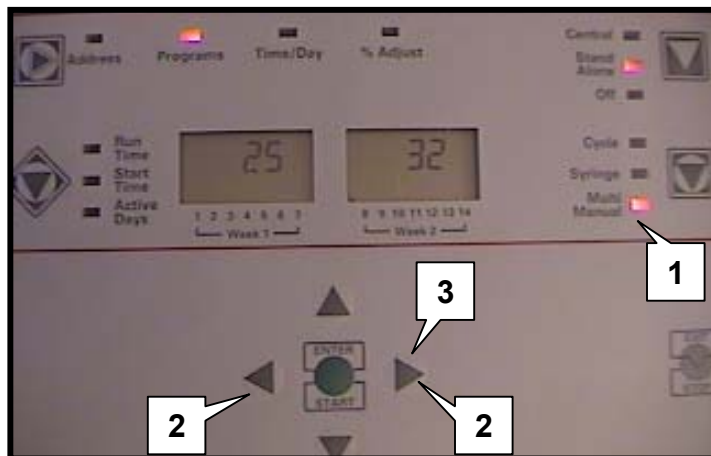 Address
Programs
Time/Day
% Adjust
Central
Stand
Alone
Off
Run
Time
Start
Time
Active
Days
25
32
1 2 3 4 5 6 7
Week 1
8 9 10 11 12 13 14
Week 2
Cycle
Syringe
Multi
Manual
1
3
2
2
ENTER
START
EXIT
STOP